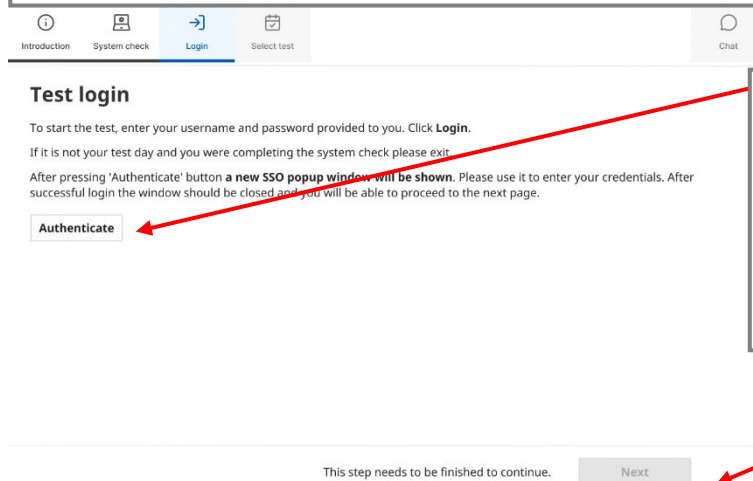 Introduction
System check
Login
Select test
Chat
Test login
To start the test, enter your username and password provided to you. Click Login.
If it is not your test day and you were completing the system check please exit.
After pressing 'Authenticate' button a new SSO popup window will be shown. Please use it to enter your credentials. After
successful login the window should be closed and you will be able to proceed to the next page.
Authenticate
This step needs to be finished to continue.
Next